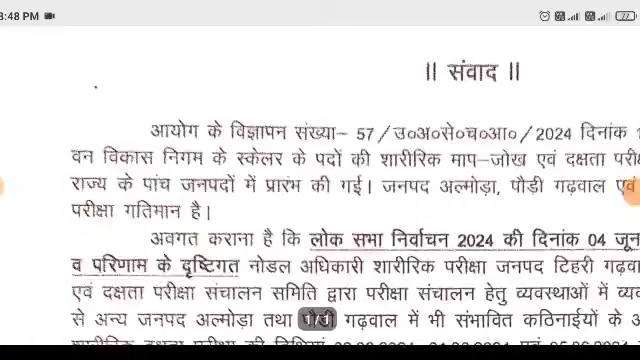 3:48 PM
22
|| संवाद ||
आयोग के विज्ञापन संख्या- 57/उ०अ०से०च०आ०/2024 दिनांक
वन विकास निगम के स्केलर के पदों की शारीरिक माप-जोख एवं दक्षता
राज्य के पांच जनपदों में प्रारंभ की गई। जनपद अल्मोड़ा, पौड़ी गढ़वाल एवं
परीक्षा गतिमान है।
अवगत कराना है कि लोक सभा निर्वाचन 2024 की दिनांक 04 जून
व परिणाम के दृष्टिगत नोडल अधिकारी शारीरिक परीक्षा जनपद टिहरी
एवं दक्षता परीक्षा संचालन समिति द्वारा परीक्षा संचालन हेतु व्यवस्थाओं में
से अन्य जनपद अल्मोड़ा तथा पौड़ी गढ़वाल में भी संभावित कठिनाईयों के
1/1